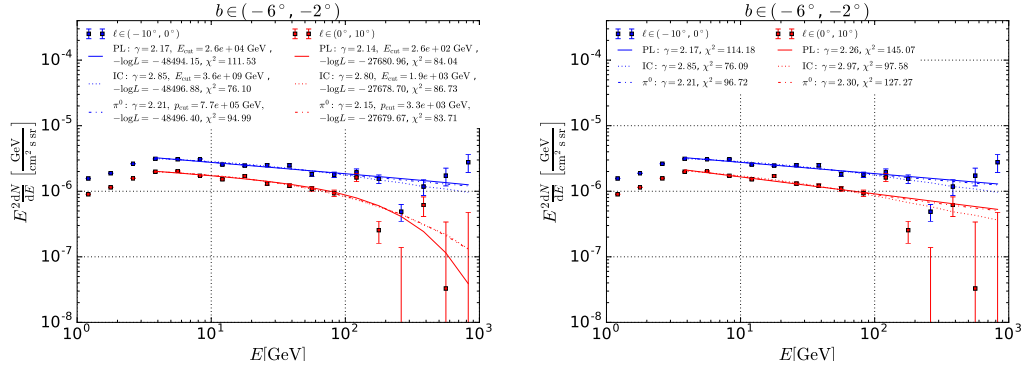 b∈(−6°, −2°)
ℓ∈(−10°, 0°)
PL: γ=2.17, E_cut=2.6e+04 GeV,
−logL=−48494.15, χ²=111.53
IC: γ=2.85, E_cut=3.6e+09 GeV,
−logL=−48496.88, χ²=76.10
π⁰: γ=2.21, p_cut=7.7e+05 GeV,
−logL=−48496.40, χ²=94.99
ℓ∈(0°, 10°)
PL: γ=2.14, E_cut=2.6e+02 GeV,
−logL=−27680.96, χ²=84.04
IC: γ=2.80, E_cut=1.9e+03 GeV,
−logL=−27678.70, χ²=86.73
π⁰: γ=2.15, p_cut=3.3e+03 GeV,
−logL=−27679.67, χ²=83.71
E² dN/dE [GeV/cm² s sr]
10⁻⁴
10⁻⁵
10⁻⁶
10⁻⁷
10⁻⁸
10⁰ 10¹ 10² 10³
E[GeV]
b∈(−6°, −2°)
ℓ∈(−10°, 0°)
PL: γ=2.17, χ²=114.18
IC: γ=2.85, χ²=76.09
π⁰: γ=2.21, χ²=96.72
ℓ∈(0°, 10°)
PL: γ=2.26, χ²=145.07
IC: γ=2.97, χ²=97.58
π⁰: γ=2.30, χ²=127.27
E² dN/dE [GeV/cm² s sr]
10⁻⁴
10⁻⁵
10⁻⁶
10⁻⁷
10⁻⁸
10⁰ 10¹ 10² 10³
E[GeV]